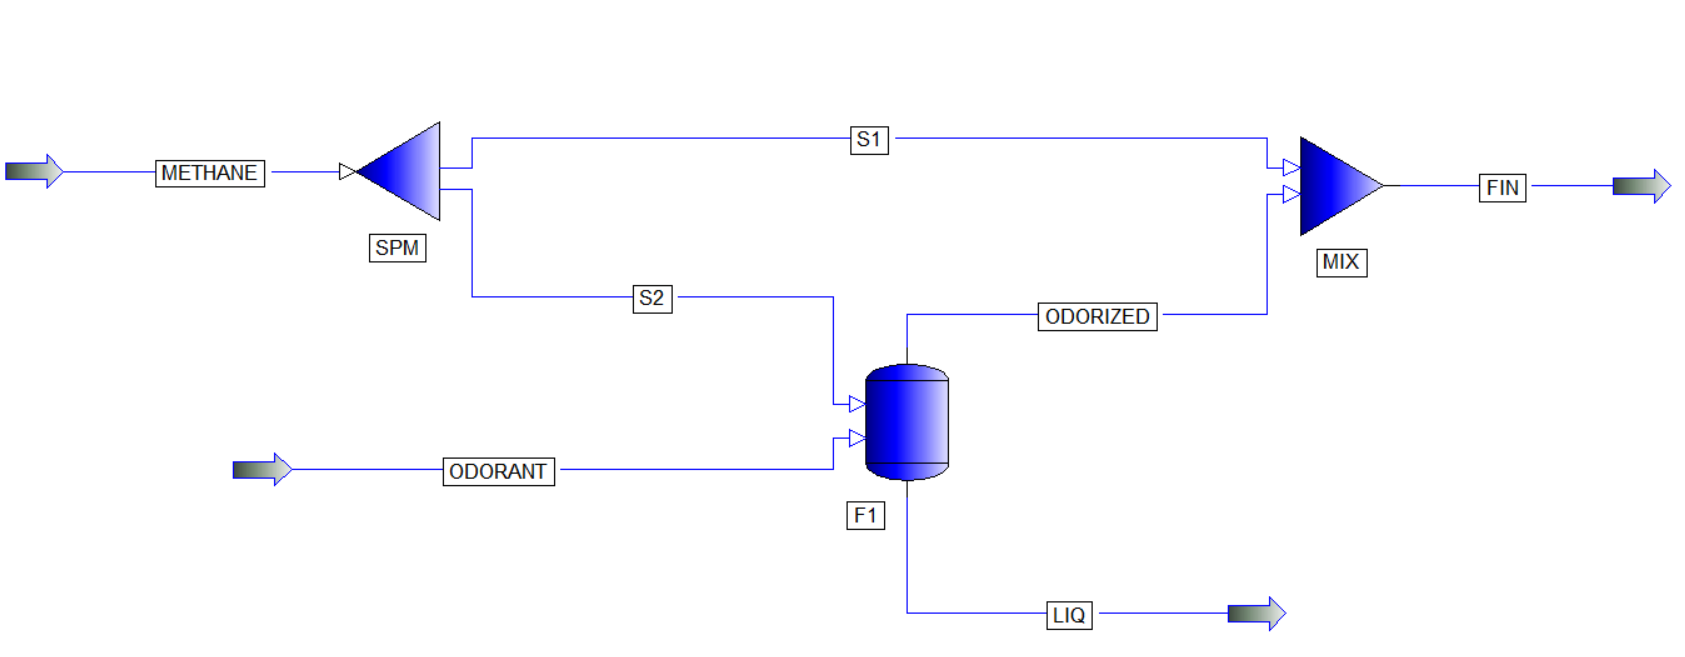 S1
METHANE
FIN
SPM
MIX
S2
ODORIZED
ODORANT
F1
LIQ